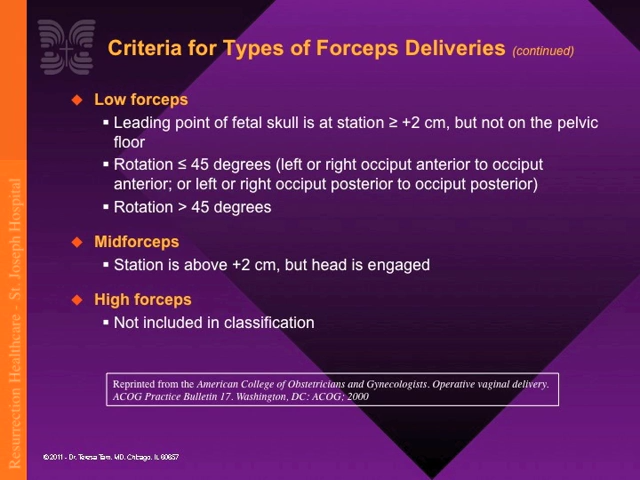 Criteria for Types of Forceps Deliveries (continued)
◆ Low forceps
▪ Leading point of fetal skull is at station ≥ +2 cm, but not on the pelvic
floor
▪ Rotation ≤ 45 degrees (left or right occiput anterior to occiput
anterior; or left or right occiput posterior to occiput posterior)
▪ Rotation > 45 degrees
◆ Midforceps
▪ Station is above +2 cm, but head is engaged
◆ High forceps
▪ Not included in classification
Reprinted from the American College of Obstetricians and Gynecologists. Operative vaginal delivery.
ACOG Practice Bulletin 17. Washington, DC: ACOG; 2000
Resurrection Healthcare - St. Joseph Hospital
© 2011 - Dr. Teresa Tam, MD, Chicago, IL 60657